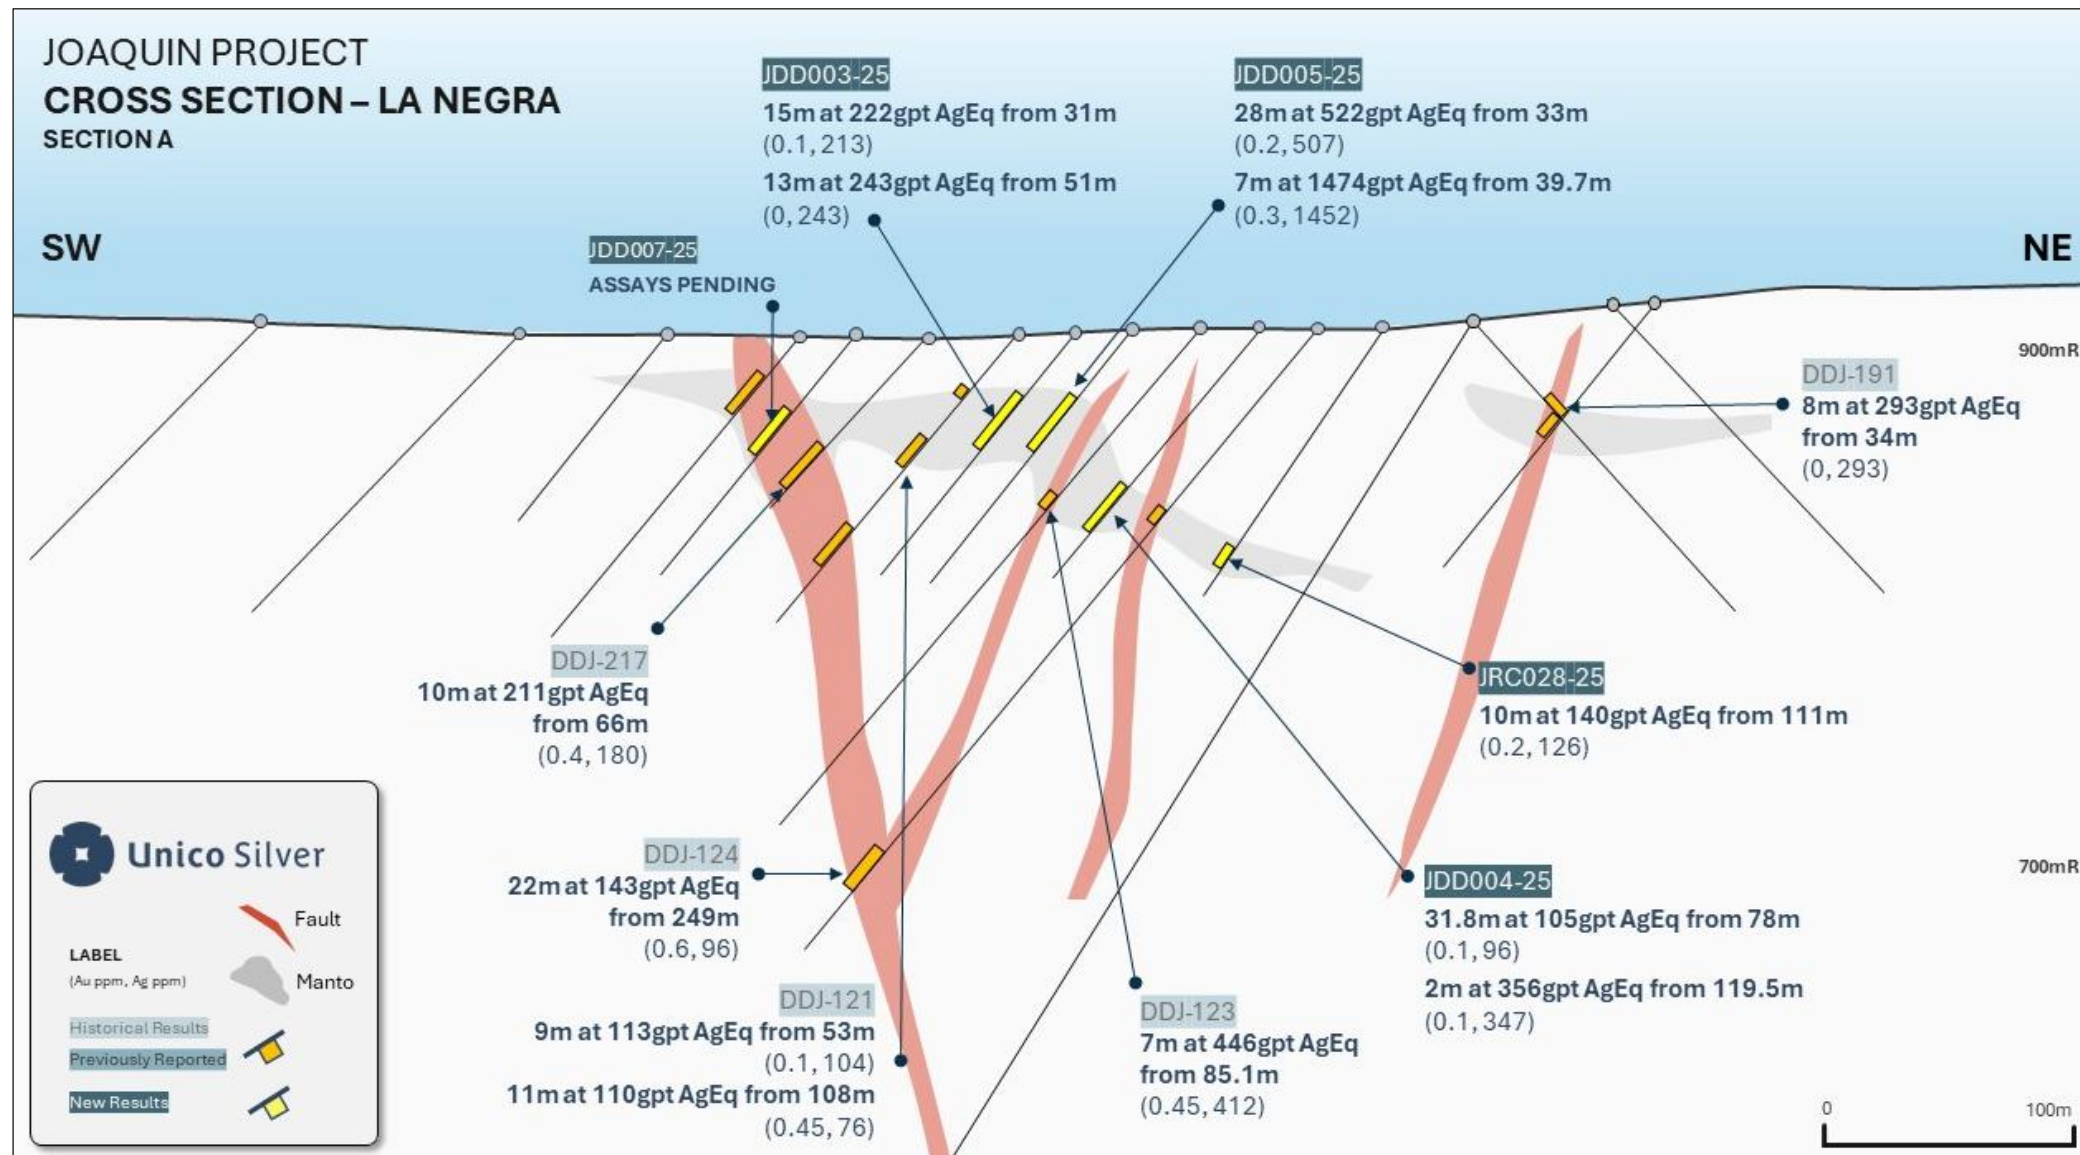 JOAQUIN PROJECT
CROSS SECTION – LA NEGRA
SECTION A
SW
NE
JDD003-25
15m at 222gpt AgEq from 31m
(0.1, 213)
13m at 243gpt AgEq from 51m
(0, 243)
JDD005-25
28m at 522gpt AgEq from 33m
(0.2, 507)
7m at 1474gpt AgEq from 39.7m
(0.3, 1452)
JDD007-25
ASSAYS PENDING
900mR
DDJ-191
8m at 293gpt AgEq
from 34m
(0, 293)
DDJ-217
10m at 211gpt AgEq
from 66m
(0.4, 180)
JRC028-25
10m at 140gpt AgEq from 111m
(0.2, 126)
DDJ-124
22m at 143gpt AgEq
from 249m
(0.6, 96)
700mR
JDD004-25
31.8m at 105gpt AgEq from 78m
(0.1, 96)
2m at 356gpt AgEq from 119.5m
(0.1, 347)
DDJ-121
9m at 113gpt AgEq from 53m
(0.1, 104)
11m at 110gpt AgEq from 108m
(0.45, 76)
DDJ-123
7m at 446gpt AgEq
from 85.1m
(0.45, 412)
Unico Silver
Fault
LABEL
(Au ppm, Ag ppm)
Manto
Historical Results
Previously Reported
New Results
0 100m